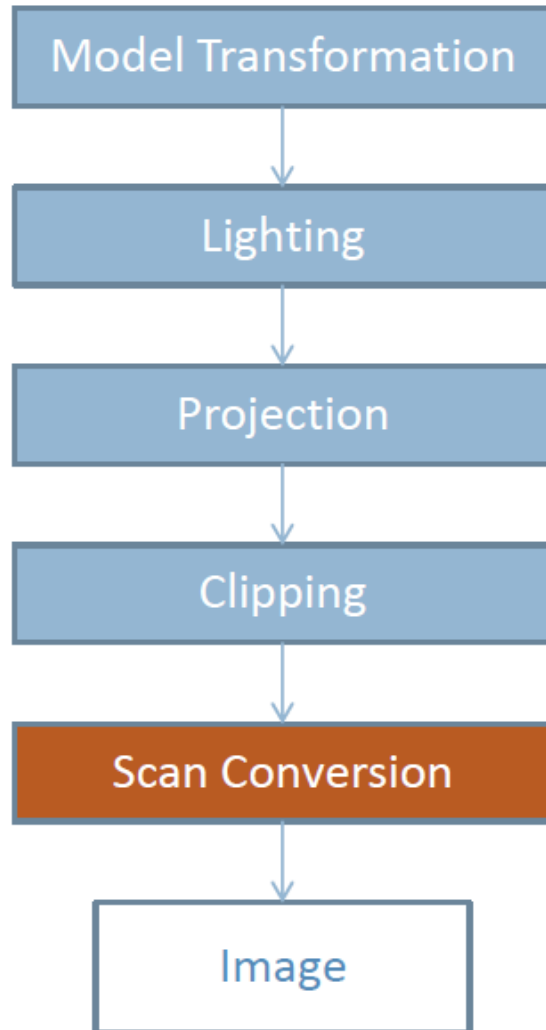 Model Transformation
Lighting
Projection
Clipping
Scan Conversion
Image